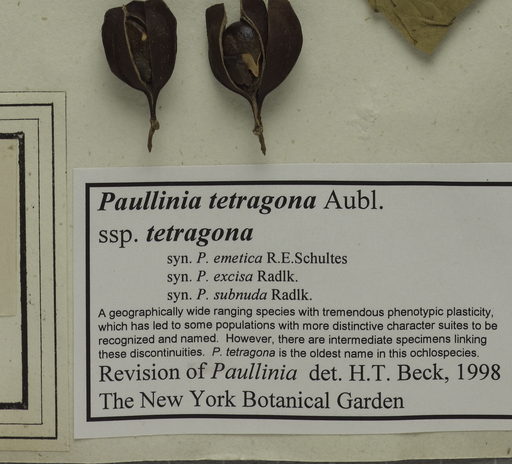 Paullinia tetragona Aubl.
ssp. tetragona
syn. P. emetica R.E.Schultes
syn. P. excisa Radlk.
syn. P. subnuda Radlk.
A geographically wide ranging species with tremendous phenotypic plasticity,
which has led to some populations with more distinctive character suites to be
recognized and named. However, there are intermediate specimens linking
these discontinuities. P. tetragona is the oldest name in this ochlospecies.
Revision of Paullinia det. H.T. Beck, 1998
The New York Botanical Garden